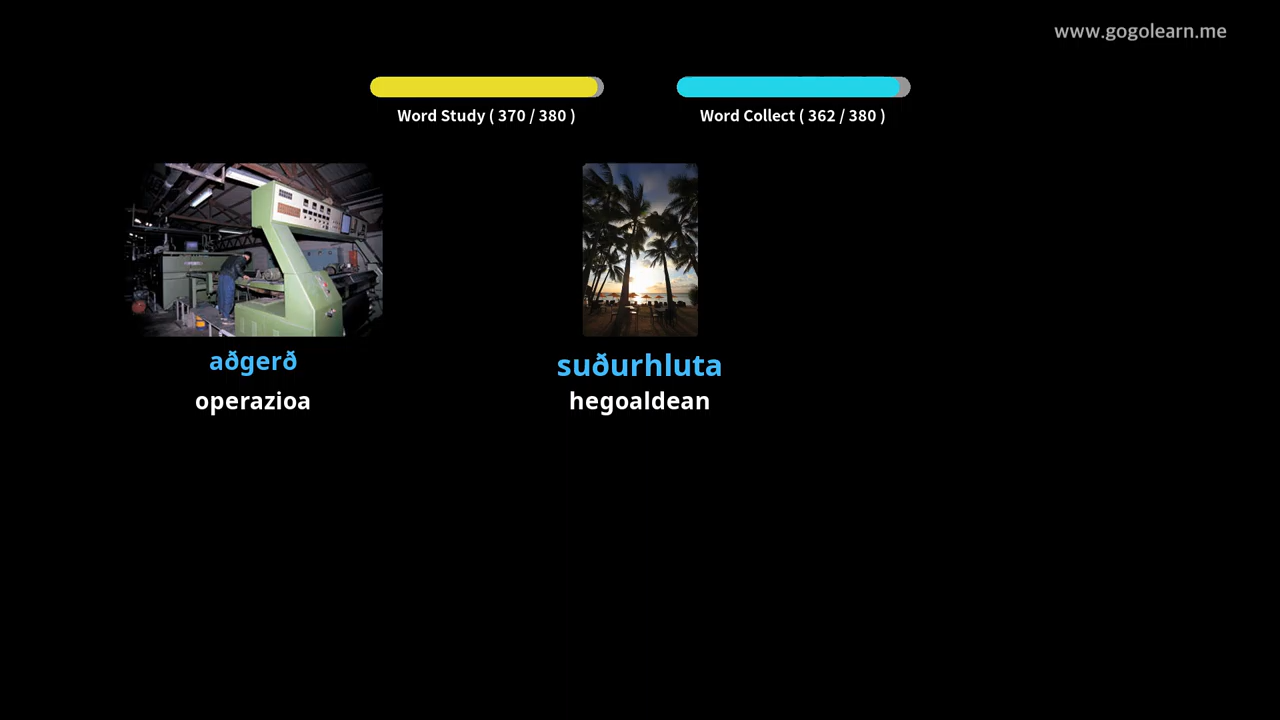 www.gogolearn.me
Word Study ( 370 / 380 )
Word Collect ( 362 / 380 )
aðgerð
operazioa
suðurhluta
hegoaldean